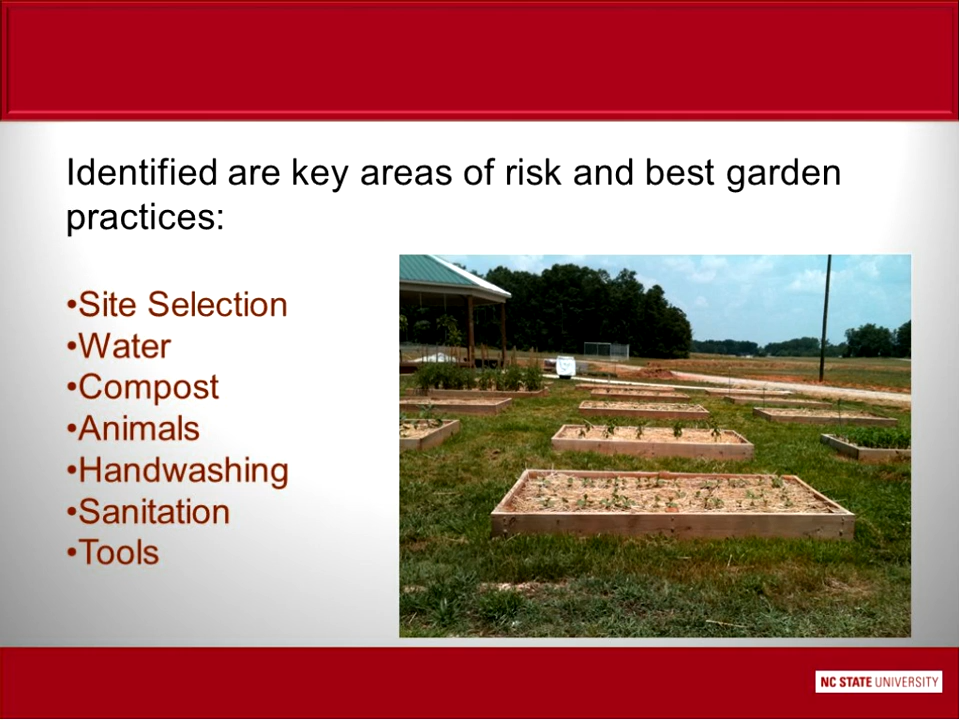 Identified are key areas of risk and best garden
practices:
•Site Selection
•Water
•Compost
•Animals
•Handwashing
•Sanitation
•Tools
NC STATE UNIVERSITY